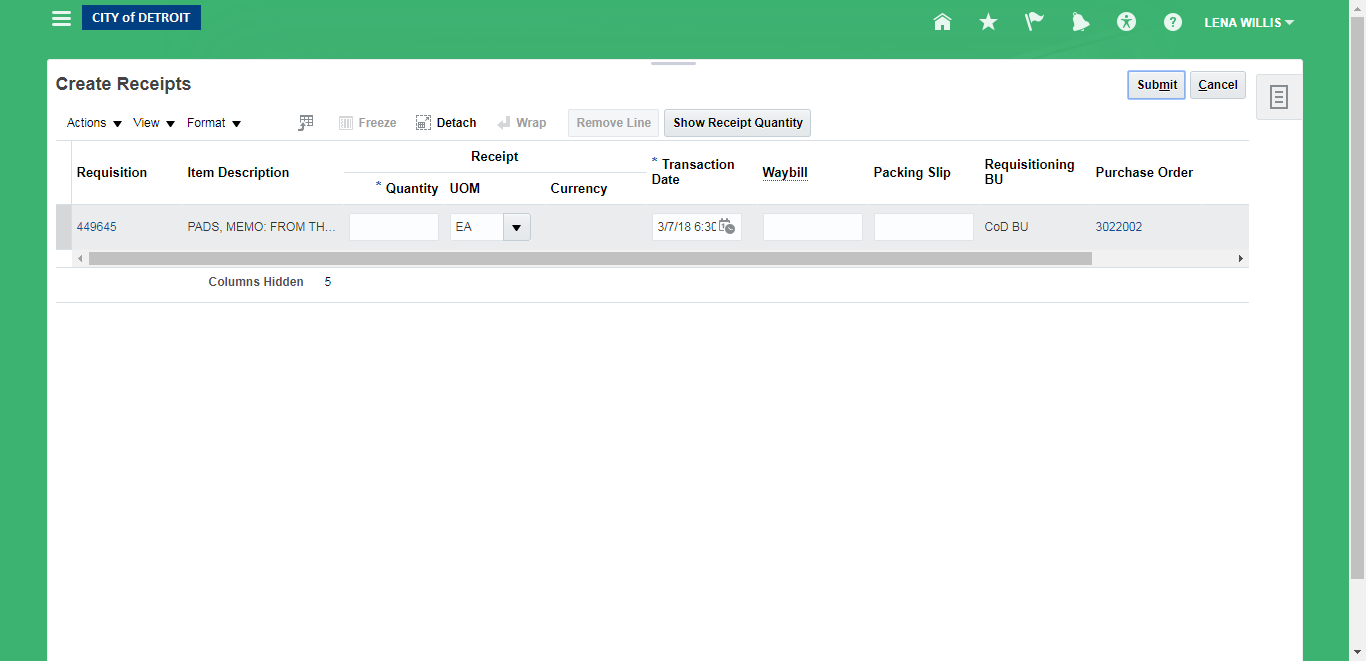 CITY of DETROIT
LENA WILLIS
Create Receipts
Submit
Cancel
Actions View Format
Freeze
Detach
Wrap
Remove Line
Show Receipt Quantity
Requisition
Item Description
Receipt
* Quantity
UOM
Currency
* Transaction
Date
Waybill
Packing Slip
Requisitioning
BU
Purchase Order
449645
PADS, MEMO: FROM TH...
EA
3/7/18 6:30
CoD BU
3022002
Columns Hidden 5